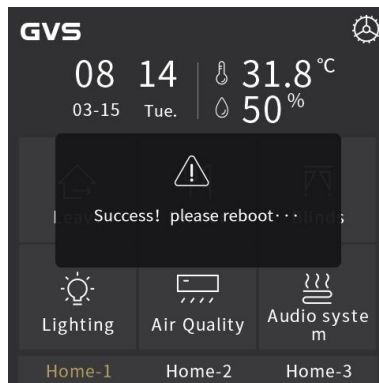 GVS
08 14
31.8°C
03-15 Tue.
50%
Success! please reboot···
Lighting
Air Quality
Audio syste
m
Home-1
Home-2
Home-3